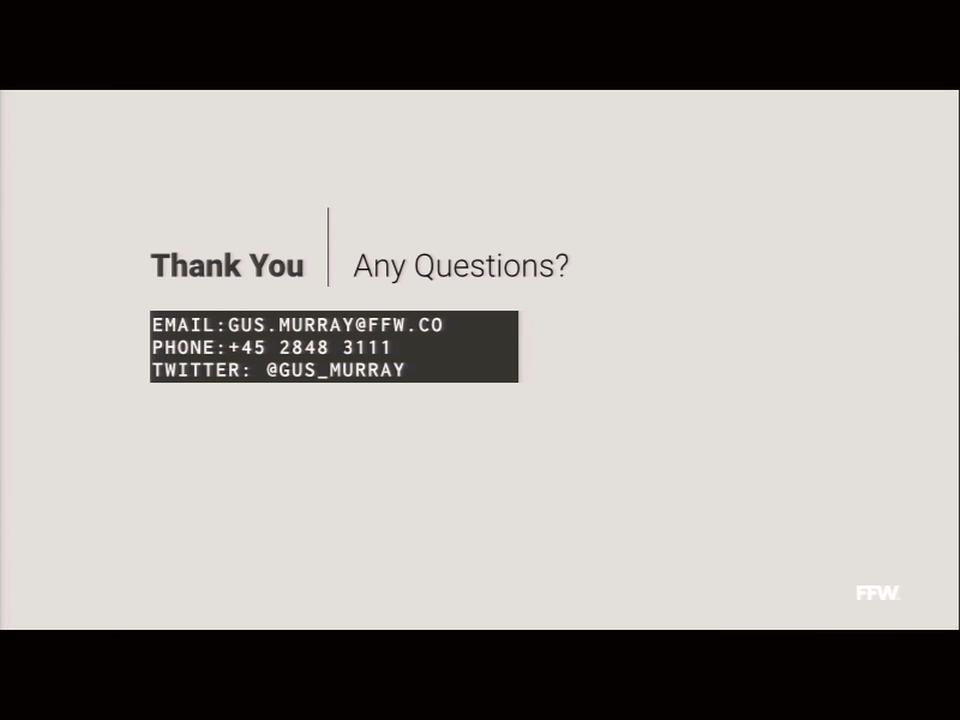 Thank You
Any Questions?
EMAIL:GUS.MURRAY@FFW.CO
PHONE:+45 2848 3111
TWITTER: @GUS_MURRAY
FFW.